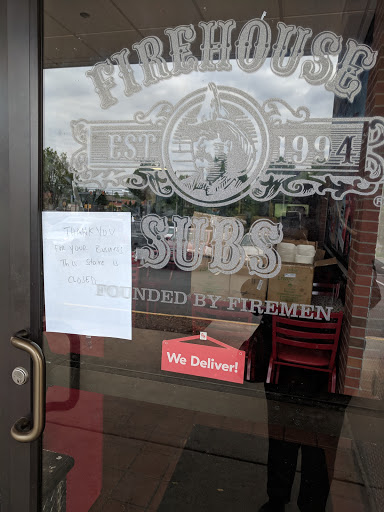 FIREHOUSE
EST. 1994
SUBS
FOUNDED BY FIREMEN
THANK YOU
For your Business
This store is
CLOSED
We Deliver!